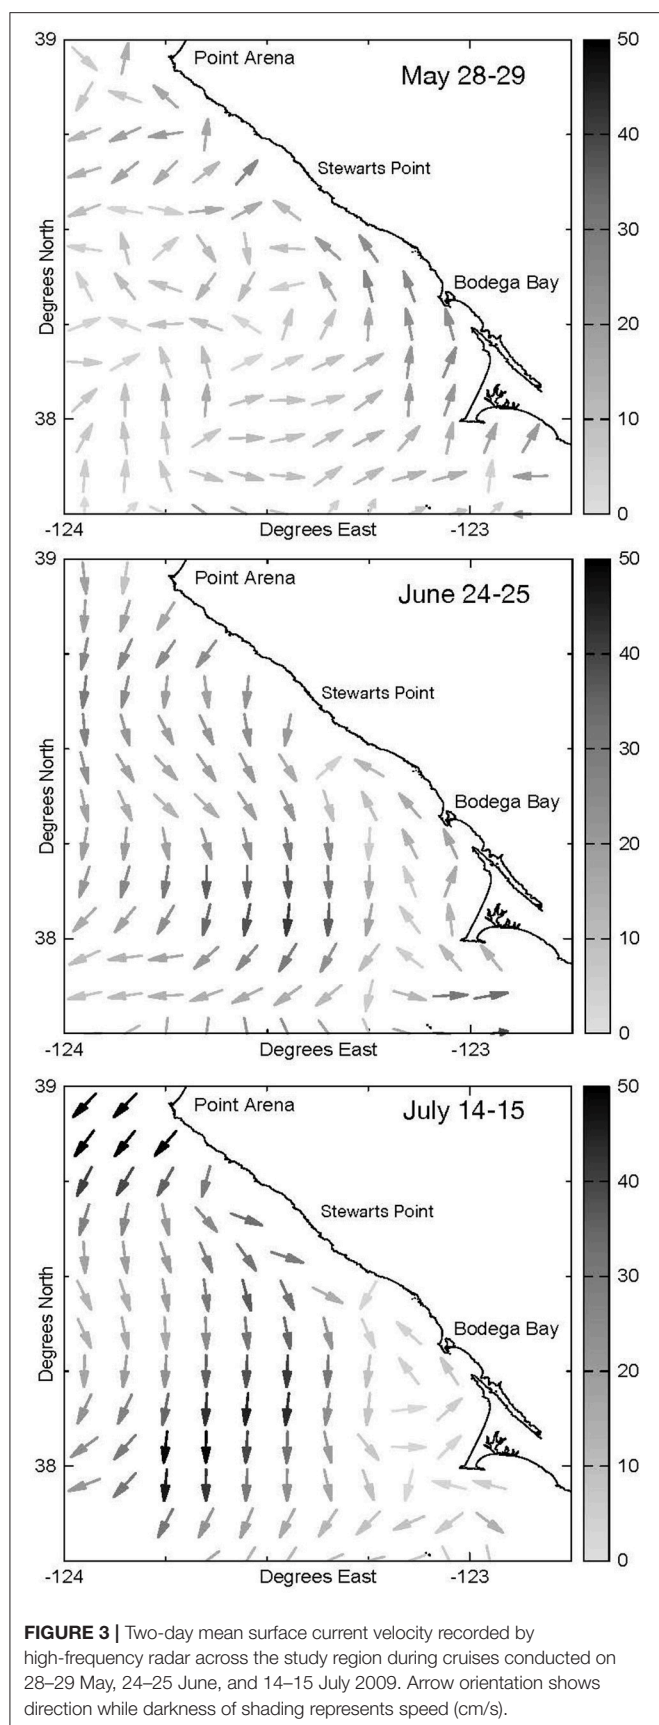 39
Point Arena
May 28-29
Stewarts Point
Bodega Bay
Degrees North
38
-124
Degrees East
-123
50
40
30
20
10
0
39
Point Arena
June 24-25
Stewarts Point
Bodega Bay
Degrees North
38
-124
Degrees East
-123
50
40
30
20
10
0
39
Point Arena
July 14-15
Stewarts Point
Bodega Bay
Degrees North
38
-124
Degrees East
-123
50
40
30
20
10
0
FIGURE 3 | Two-day mean surface current velocity recorded by
high-frequency radar across the study region during cruises conducted on
28–29 May, 24–25 June, and 14–15 July 2009. Arrow orientation shows
direction while darkness of shading represents speed (cm/s).